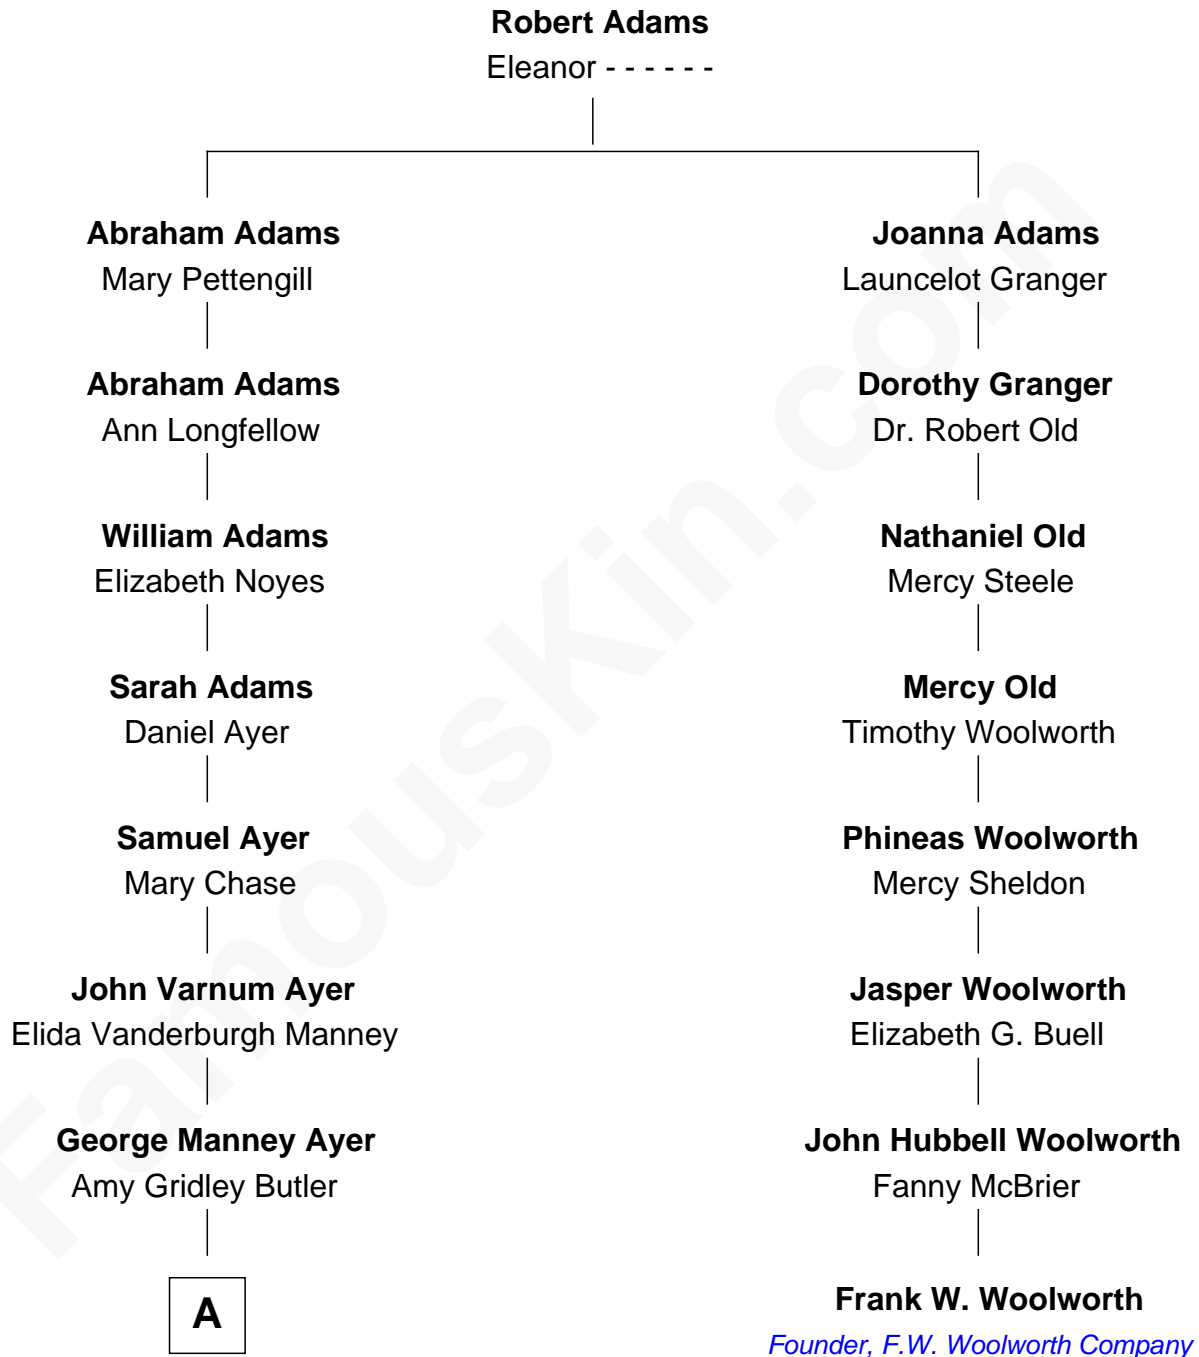 Robert Adams
Eleanor - - - - - -
Abraham Adams
Mary Pettengill
Joanna Adams
Launcelot Granger
Abraham Adams
Ann Longfellow
Dorothy Granger
Dr. Robert Old
William Adams
Elizabeth Noyes
Nathaniel Old
Mercy Steele
Sarah Adams
Daniel Ayer
Mercy Old
Timothy Woolworth
Samuel Ayer
Mary Chase
Phineas Woolworth
Mercy Sheldon
John Varnum Ayer
Elida Vanderburgh Manney
Jasper Woolworth
Elizabeth G. Buell
George Manney Ayer
Amy Gridley Butler
John Hubbell Woolworth
Fanny McBrier
A
Frank W. Woolworth
Founder, F.W. Woolworth Company
FamousKin.com